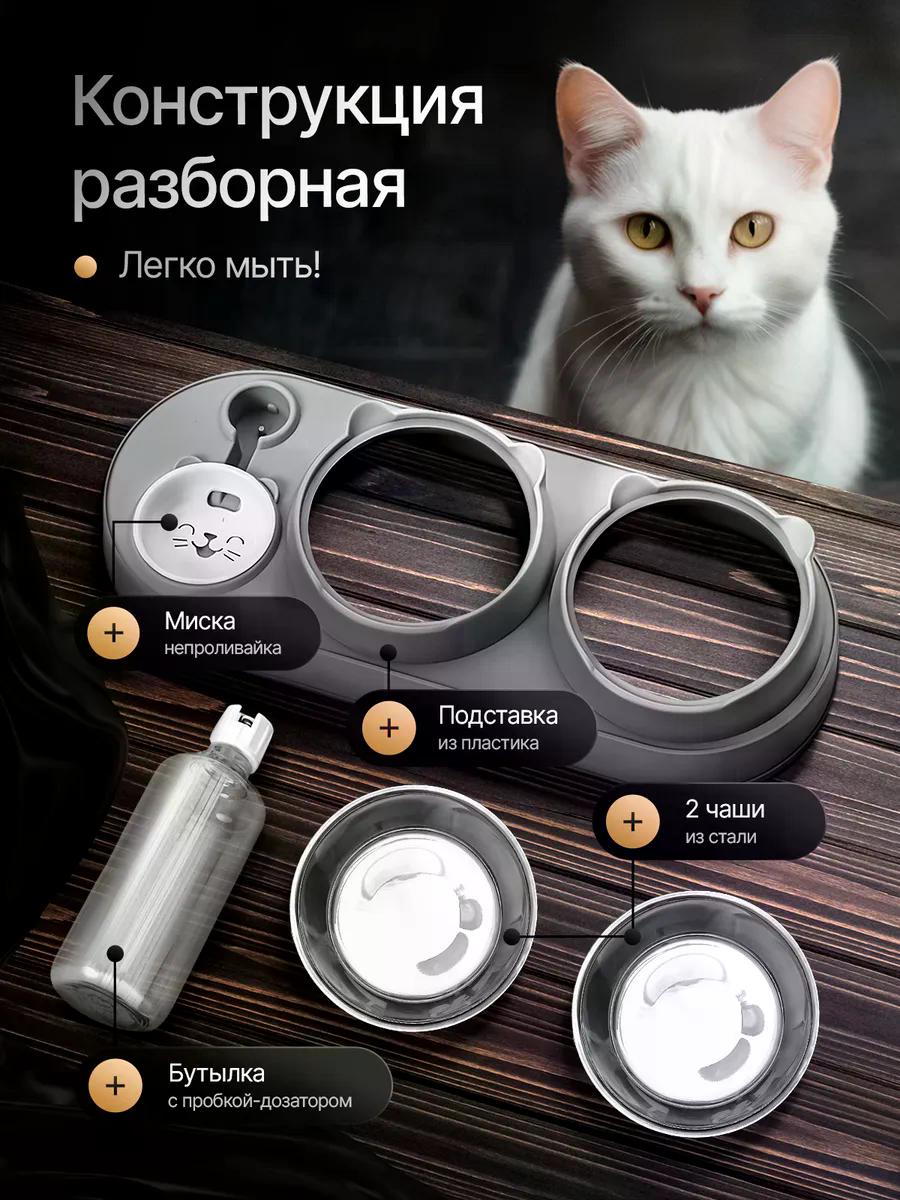 Конструкция
разборная
Легко мыть!
Миска
непроливайка
Подставка
из пластика
2 чаши
из стали
Бутылка
с пробкой-дозатором